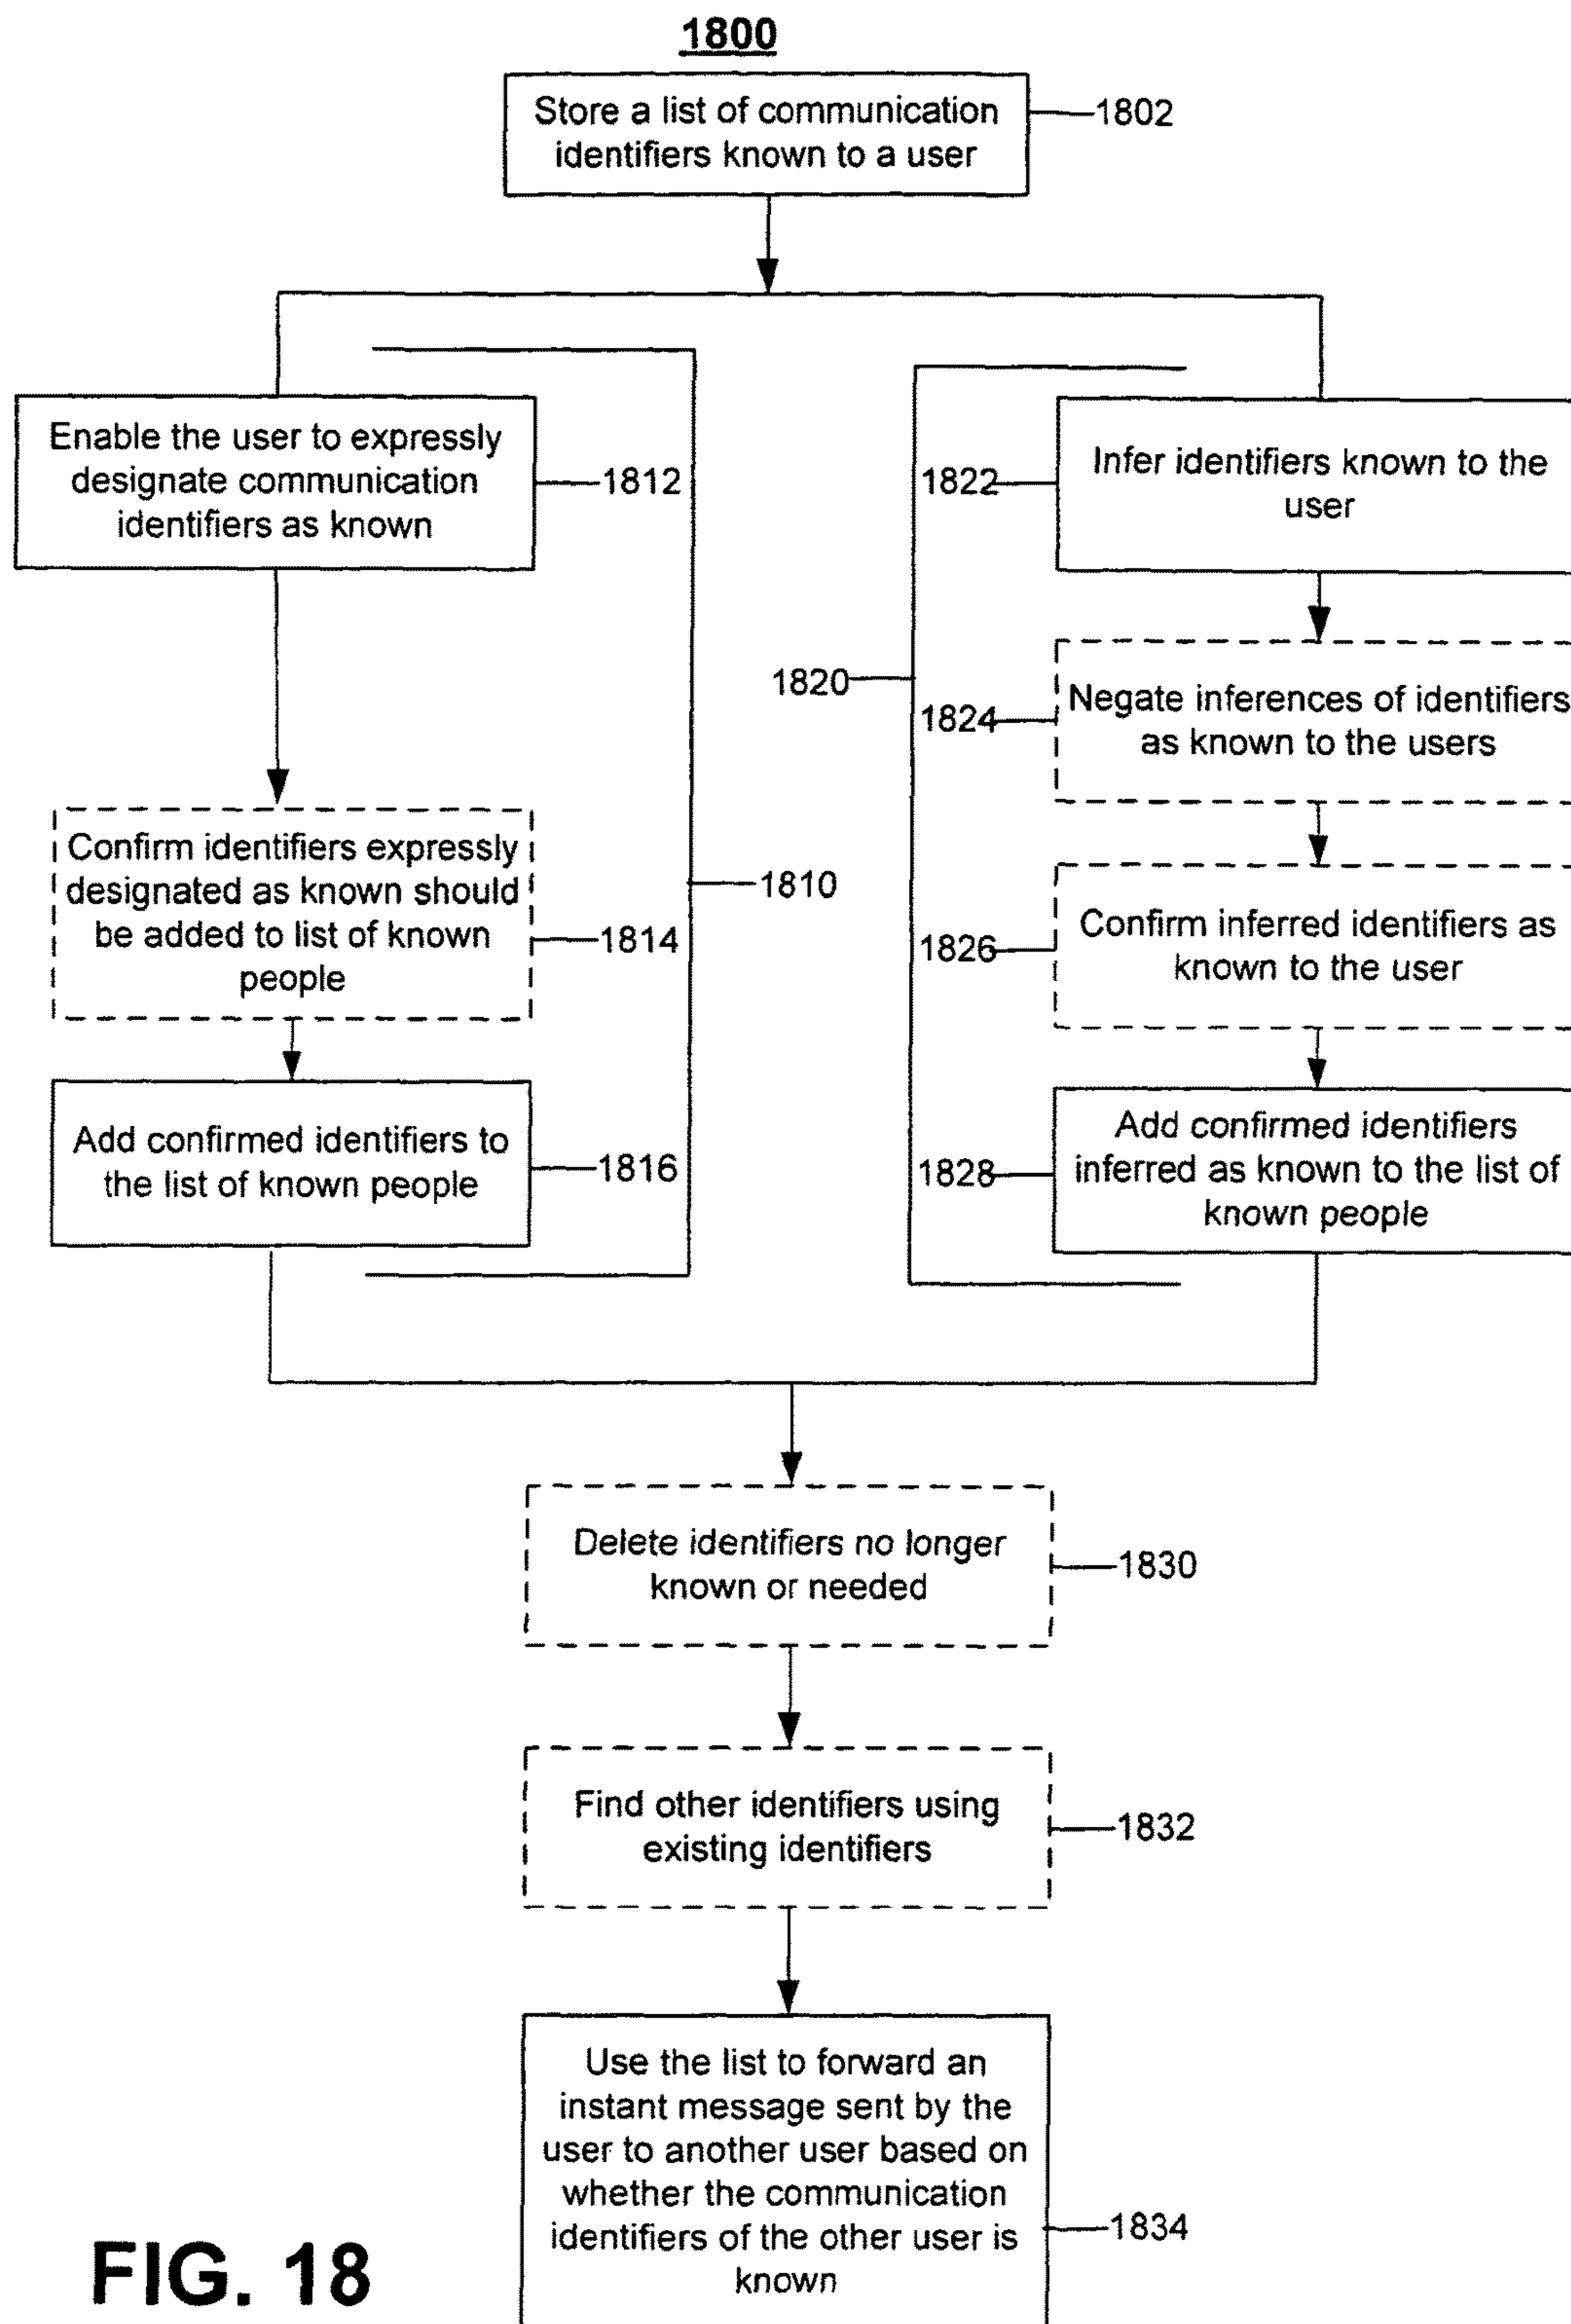 1800
Store a list of communication
identifiers known to a user
1802
Enable the user to expressly
designate communication
identifiers as known
1812
Confirm identifiers expressly
designated as known should
be added to list of known
people
1814
Add confirmed identifiers to
the list of known people
1816
1810
1820
1822
Infer identifiers known to the
user
1824
Negate inferences of identifiers
as known to the users
1826
Confirm inferred identifiers as
known to the user
1828
Add confirmed identifiers
inferred as known to the list of
known people
Delete identifiers no longer
known or needed
1830
Find other identifiers using
existing identifiers
1832
Use the list to forward an
instant message sent by the
user to another user based on
whether the communication
identifiers of the other user is
known
1834
FIG. 18